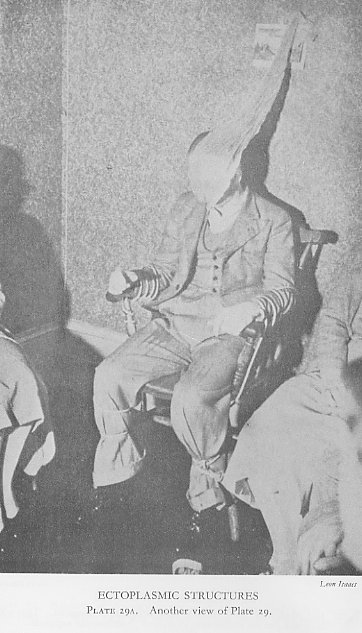 Leon Isaacs
ECTOPLASMIC STRUCTURES
PLATE 29A. Another view of Plate 29.